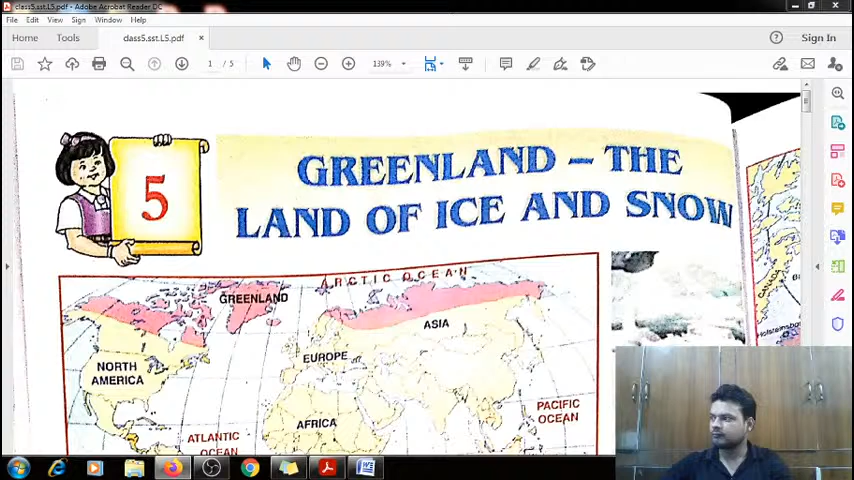 class5.sst.L5.pdf - Adobe Acrobat Reader DC
File Edit View Sign Window Help
Home Tools class5.sst.L5.pdf × Sign In
1 / 5 139%
5
GREENLAND – THE
LAND OF ICE AND SNOW
ARCTIC OCEAN
GREENLAND
ASIA
EUROPE
NORTH
AMERICA
AFRICA
PACIFIC
OCEAN
ATLANTIC
OCEAN
CANADA